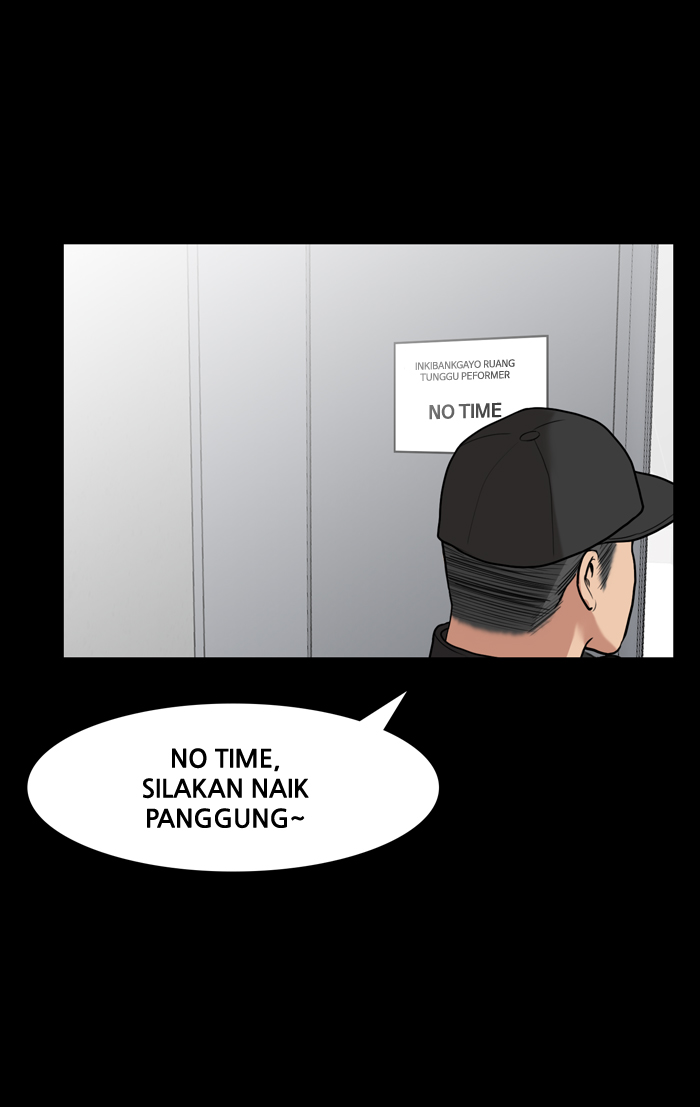 INKIBANKGAYO RUANG
TUNGGU PEFORMER
NO TIME
NO TIME,
SILAKAN NAIK
PANGGUNG~